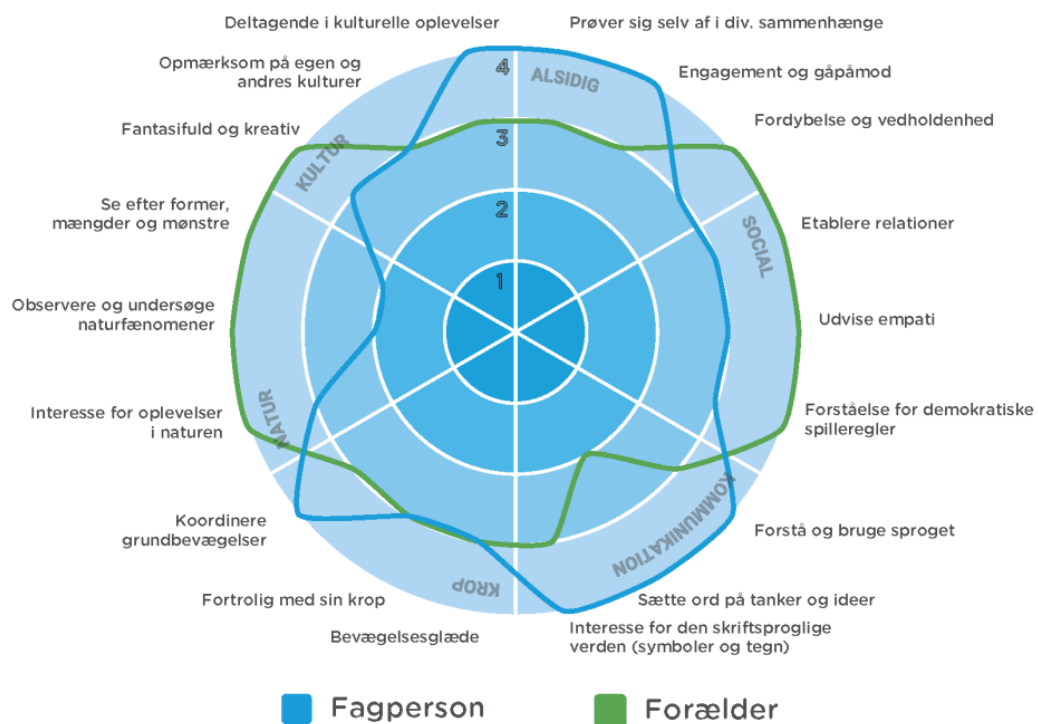 Deltagende i kulturelle oplevelser
Prøver sig selv af i div. sammenhænge
Opmærksom på egen og
andres kulturer
Engagement og gåpåmod
Fantasifuld og kreativ
Fordybelse og vedholdenhed
Se efter former,
mængder og mønstre
Etablere relationer
Observere og undersøge
naturfænomener
Udvise empati
Interesse for oplevelser
i naturen
Forståelse for demokratiske
spilleregler
Koordinere
grundbevægelser
Forstå og bruge sproget
Fortrolig med sin krop
Sætte ord på tanker og ideer
Bevægelsesglæde
Interesse for den skriftsproglige
verden (symboler og tegn)
4
3
2
1
ALSIDIG
SOCIAL
KOMMUNIKATION
KROP
NATUR
KULTUR
Fagperson
Forælder